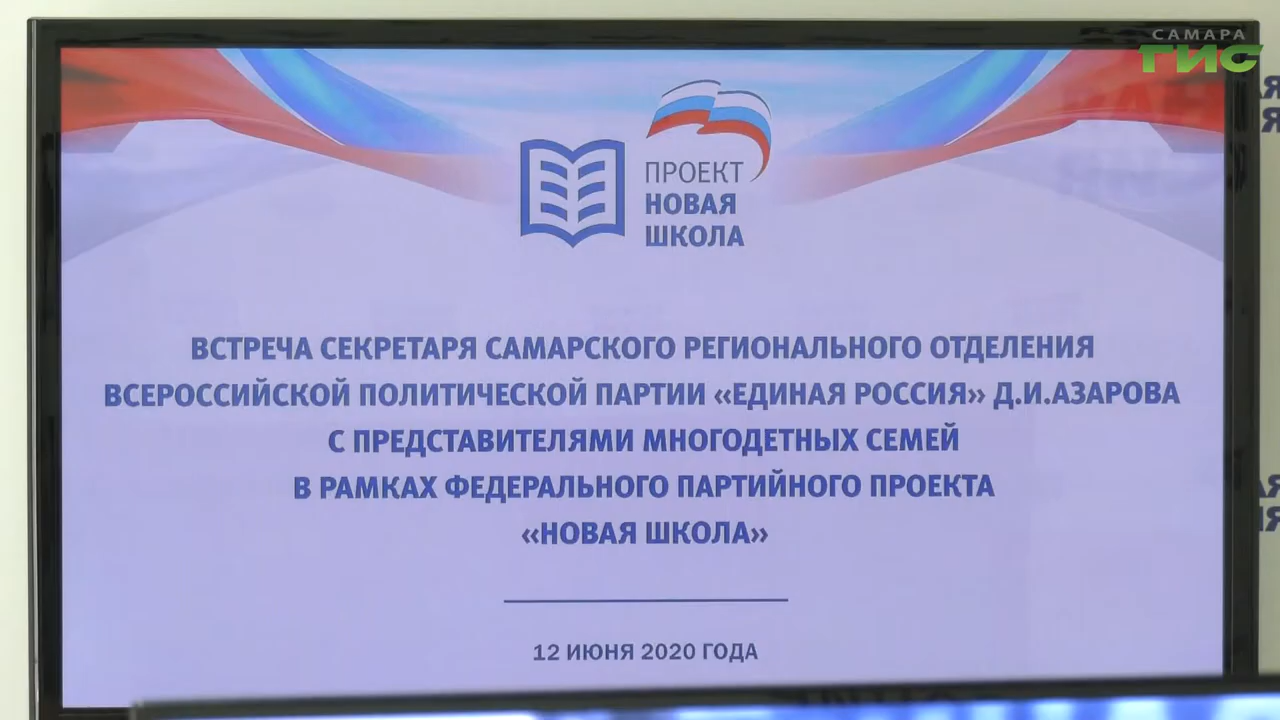 САМАРА
ГИС
ПРОЕКТ
НОВАЯ
ШКОЛА
ВСТРЕЧА СЕКРЕТАРЯ САМАРСКОГО РЕГИОНАЛЬНОГО ОТДЕЛЕНИЯ
ВСЕРОССИЙСКОЙ ПОЛИТИЧЕСКОЙ ПАРТИИ «ЕДИНАЯ РОССИЯ» Д.И.АЗАРОВА
С ПРЕДСТАВИТЕЛЯМИ МНОГОДЕТНЫХ СЕМЕЙ
В РАМКАХ ФЕДЕРАЛЬНОГО ПАРТИЙНОГО ПРОЕКТА
«НОВАЯ ШКОЛА»
12 ИЮНЯ 2020 ГОДА